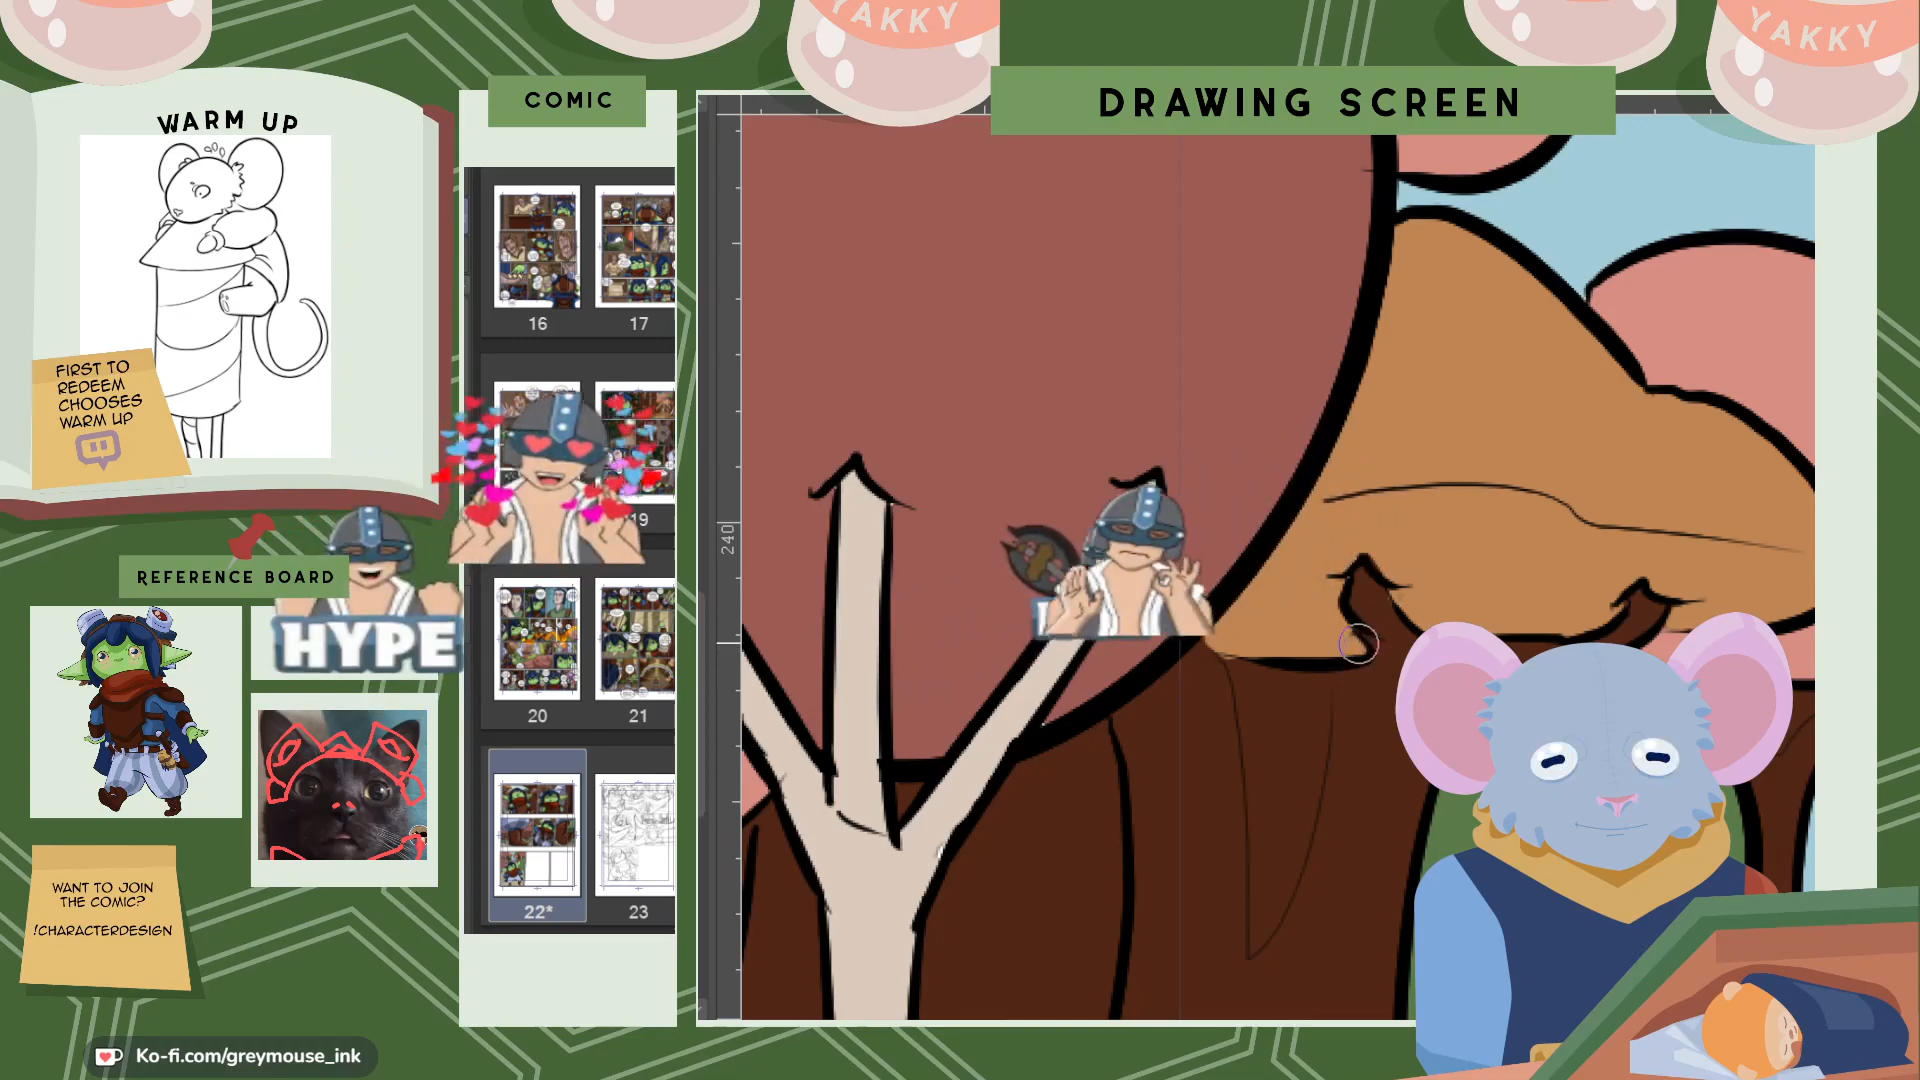 YAKKY
YAKKY
WARM UP
COMIC
DRAWING SCREEN
FIRST TO
REDEEM
CHOOSES
WARM UP
16
17
19
20
21
22*
23
240
REFERENCE BOARD
HYPE
WANT TO JOIN
THE COMIC?
!CHARACTERDESIGN
Ko-fi.com/greymouse_ink